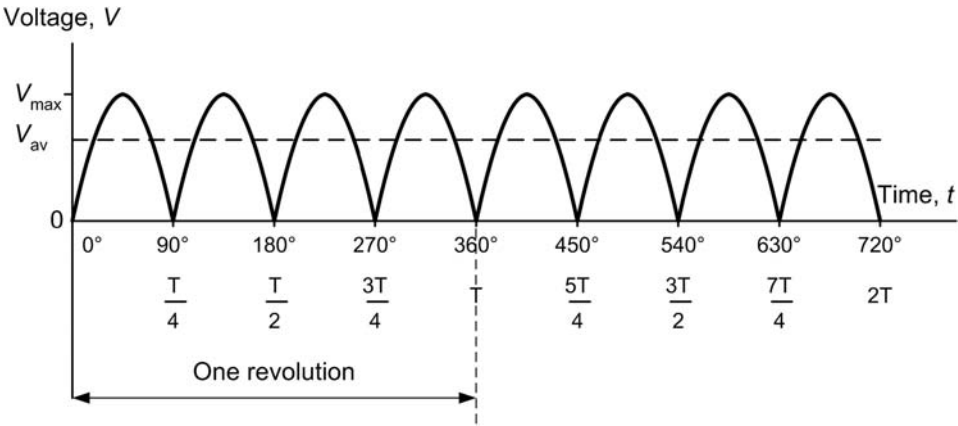 Voltage, V
Vmax
Vav
0
Time, t
0° 90° 180° 270° 360° 450° 540° 630° 720°
T/4 T/2 3T/4 T 5T/4 3T/2 7T/4 2T
One revolution